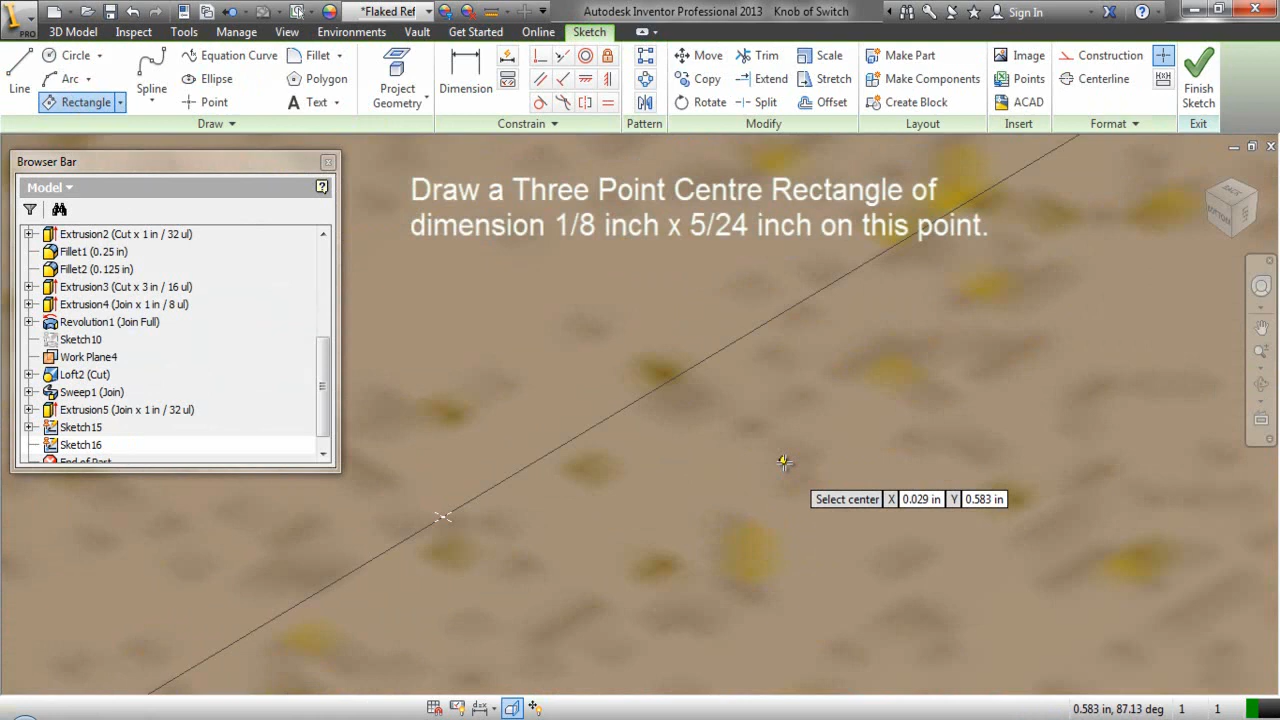 *Flaked Ref
Autodesk Inventor Professional 2013 Knob of Switch
Sign In
PRO
3D Model Inspect Tools Manage View Environments Vault Get Started Online Sketch
Line
Circle
Arc
Rectangle
Spline
Equation Curve
Ellipse
Point
Fillet
Polygon
Text
Project Geometry
Dimension
Move
Copy
Rotate
Trim
Extend
Split
Scale
Stretch
Offset
Make Part
Make Components
Create Block
Image
Points
ACAD
Construction
Centerline
Finish Sketch
Draw Constrain Pattern Modify Layout Insert Format Exit
Browser Bar
Model
Extrusion2 (Cut x 1 in / 32 ul)
Fillet1 (0.25 in)
Fillet2 (0.125 in)
Extrusion3 (Cut x 3 in / 16 ul)
Extrusion4 (Join x 1 in / 8 ul)
Revolution1 (Join Full)
Sketch10
Work Plane4
Loft2 (Cut)
Sweep1 (Join)
Extrusion5 (Join x 1 in / 32 ul)
Sketch15
Sketch16
End of Part
Draw a Three Point Centre Rectangle of
dimension 1/8 inch x 5/24 inch on this point.
BACK
BOTTOM
Select center X 0.029 in Y 0.583 in
0.583 in, 87.13 deg 1 1